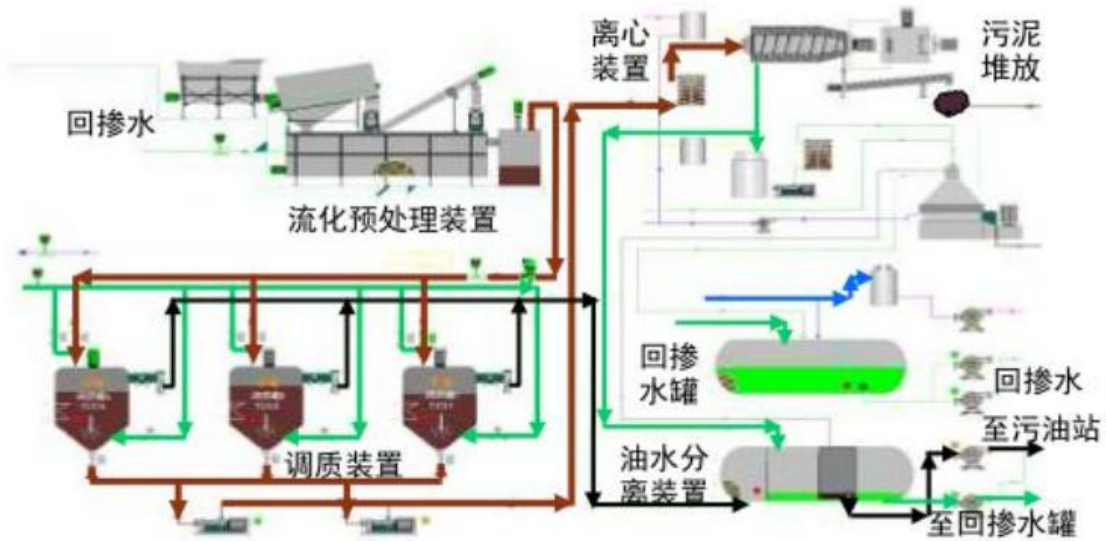 离心
装置
污泥
堆放
回掺水
流化预处理装置
回掺
水罐
回掺水
至污油站
调质装置
油水分
离装置
至回掺水罐